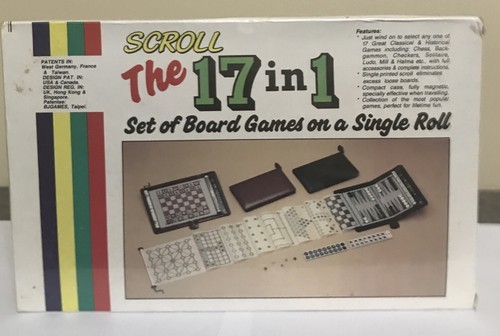 SCROLL
The 17 in 1
Set of Board Games on a Single Roll
PATENTS IN:
West Germany, France
& Taiwan.
DESIGN PAT. IN:
USA & Canada.
DESIGN REG. IN:
UK, Hong Kong &
Singapore.
Patentee:
BJGAMES, Taipei.
Features:
* Just wind on to select any one of
17 Great Classical & Historical
Games including: Chess, Back-
gammon, Checkers, Solitaire,
Ludo, Mill & Halma etc., with full
accessories & complete instructions.
* Single printed scroll eliminates
excess loose boards.
* Compact case, fully magnetic,
specially effective when travelling.
* Collection of the most popular
games, perfect for lifetime fun.